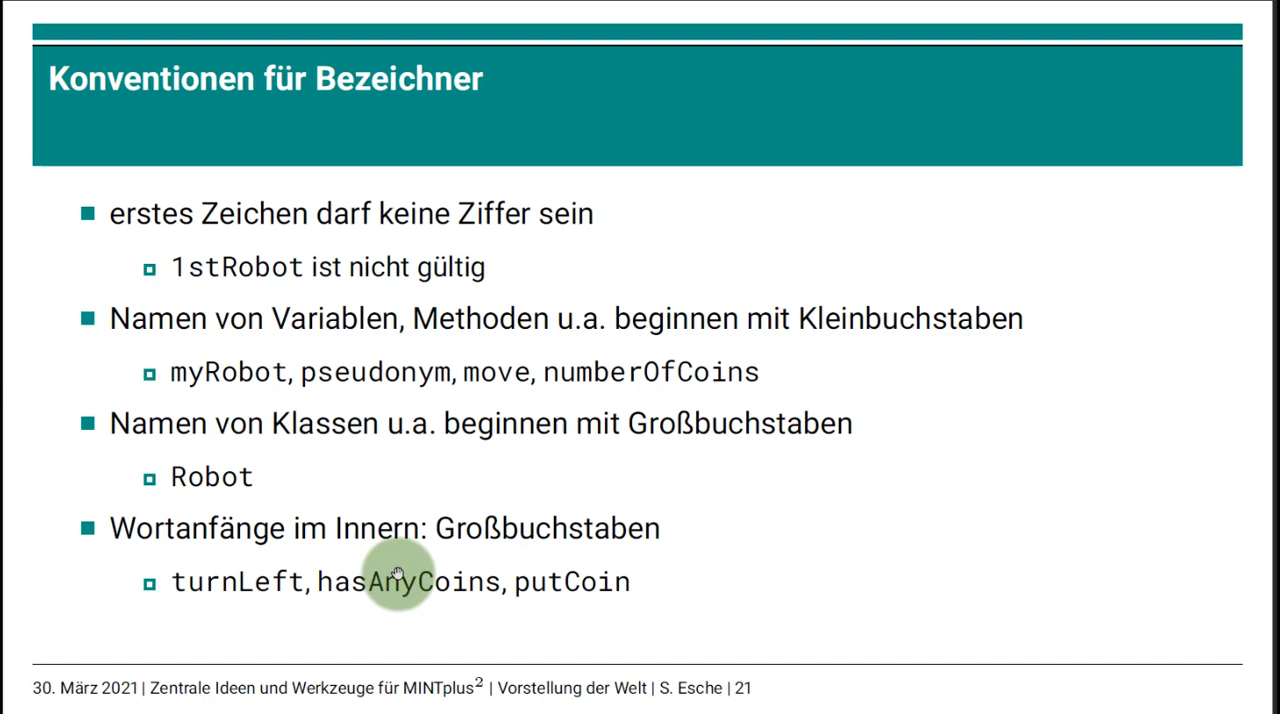 Konventionen für Bezeichner
erstes Zeichen darf keine Ziffer sein
1stRobot ist nicht gültig
Namen von Variablen, Methoden u.a. beginnen mit Kleinbuchstaben
myRobot, pseudonym, move, numberOfCoins
Namen von Klassen u.a. beginnen mit Großbuchstaben
Robot
Wortanfänge im Innern: Großbuchstaben
turnLeft, hasAnyCoins, putCoin
30. März 2021 | Zentrale Ideen und Werkzeuge für MINTplus² | Vorstellung der Welt | S. Esche | 21